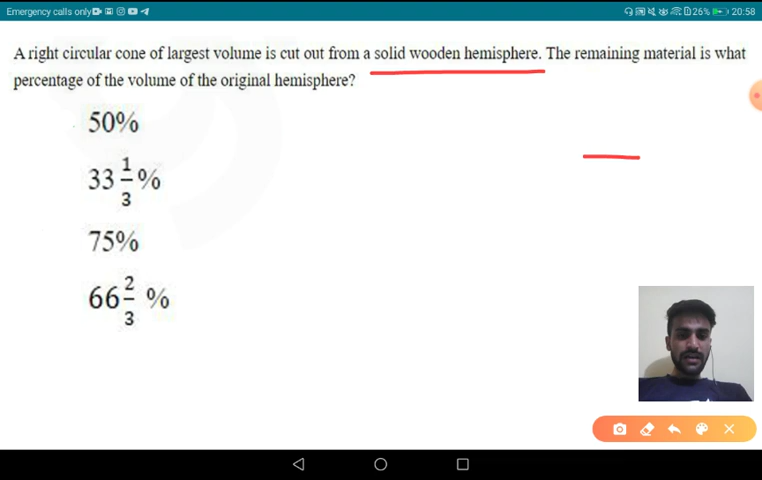 Emergency calls only 26% 20:58
A right circular cone of largest volume is cut out from a solid wooden hemisphere. The remaining material is what
percentage of the volume of the original hemisphere?
50%
33 1/3 %
75%
66 2/3 %